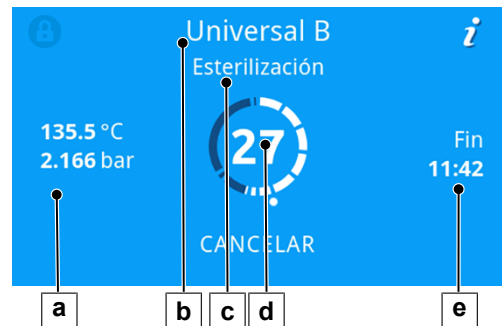 Universal B
i
Esterilización
135.5 °C
2.166 bar
27
Fin
11:42
CANCELAR
a
b
c
d
e